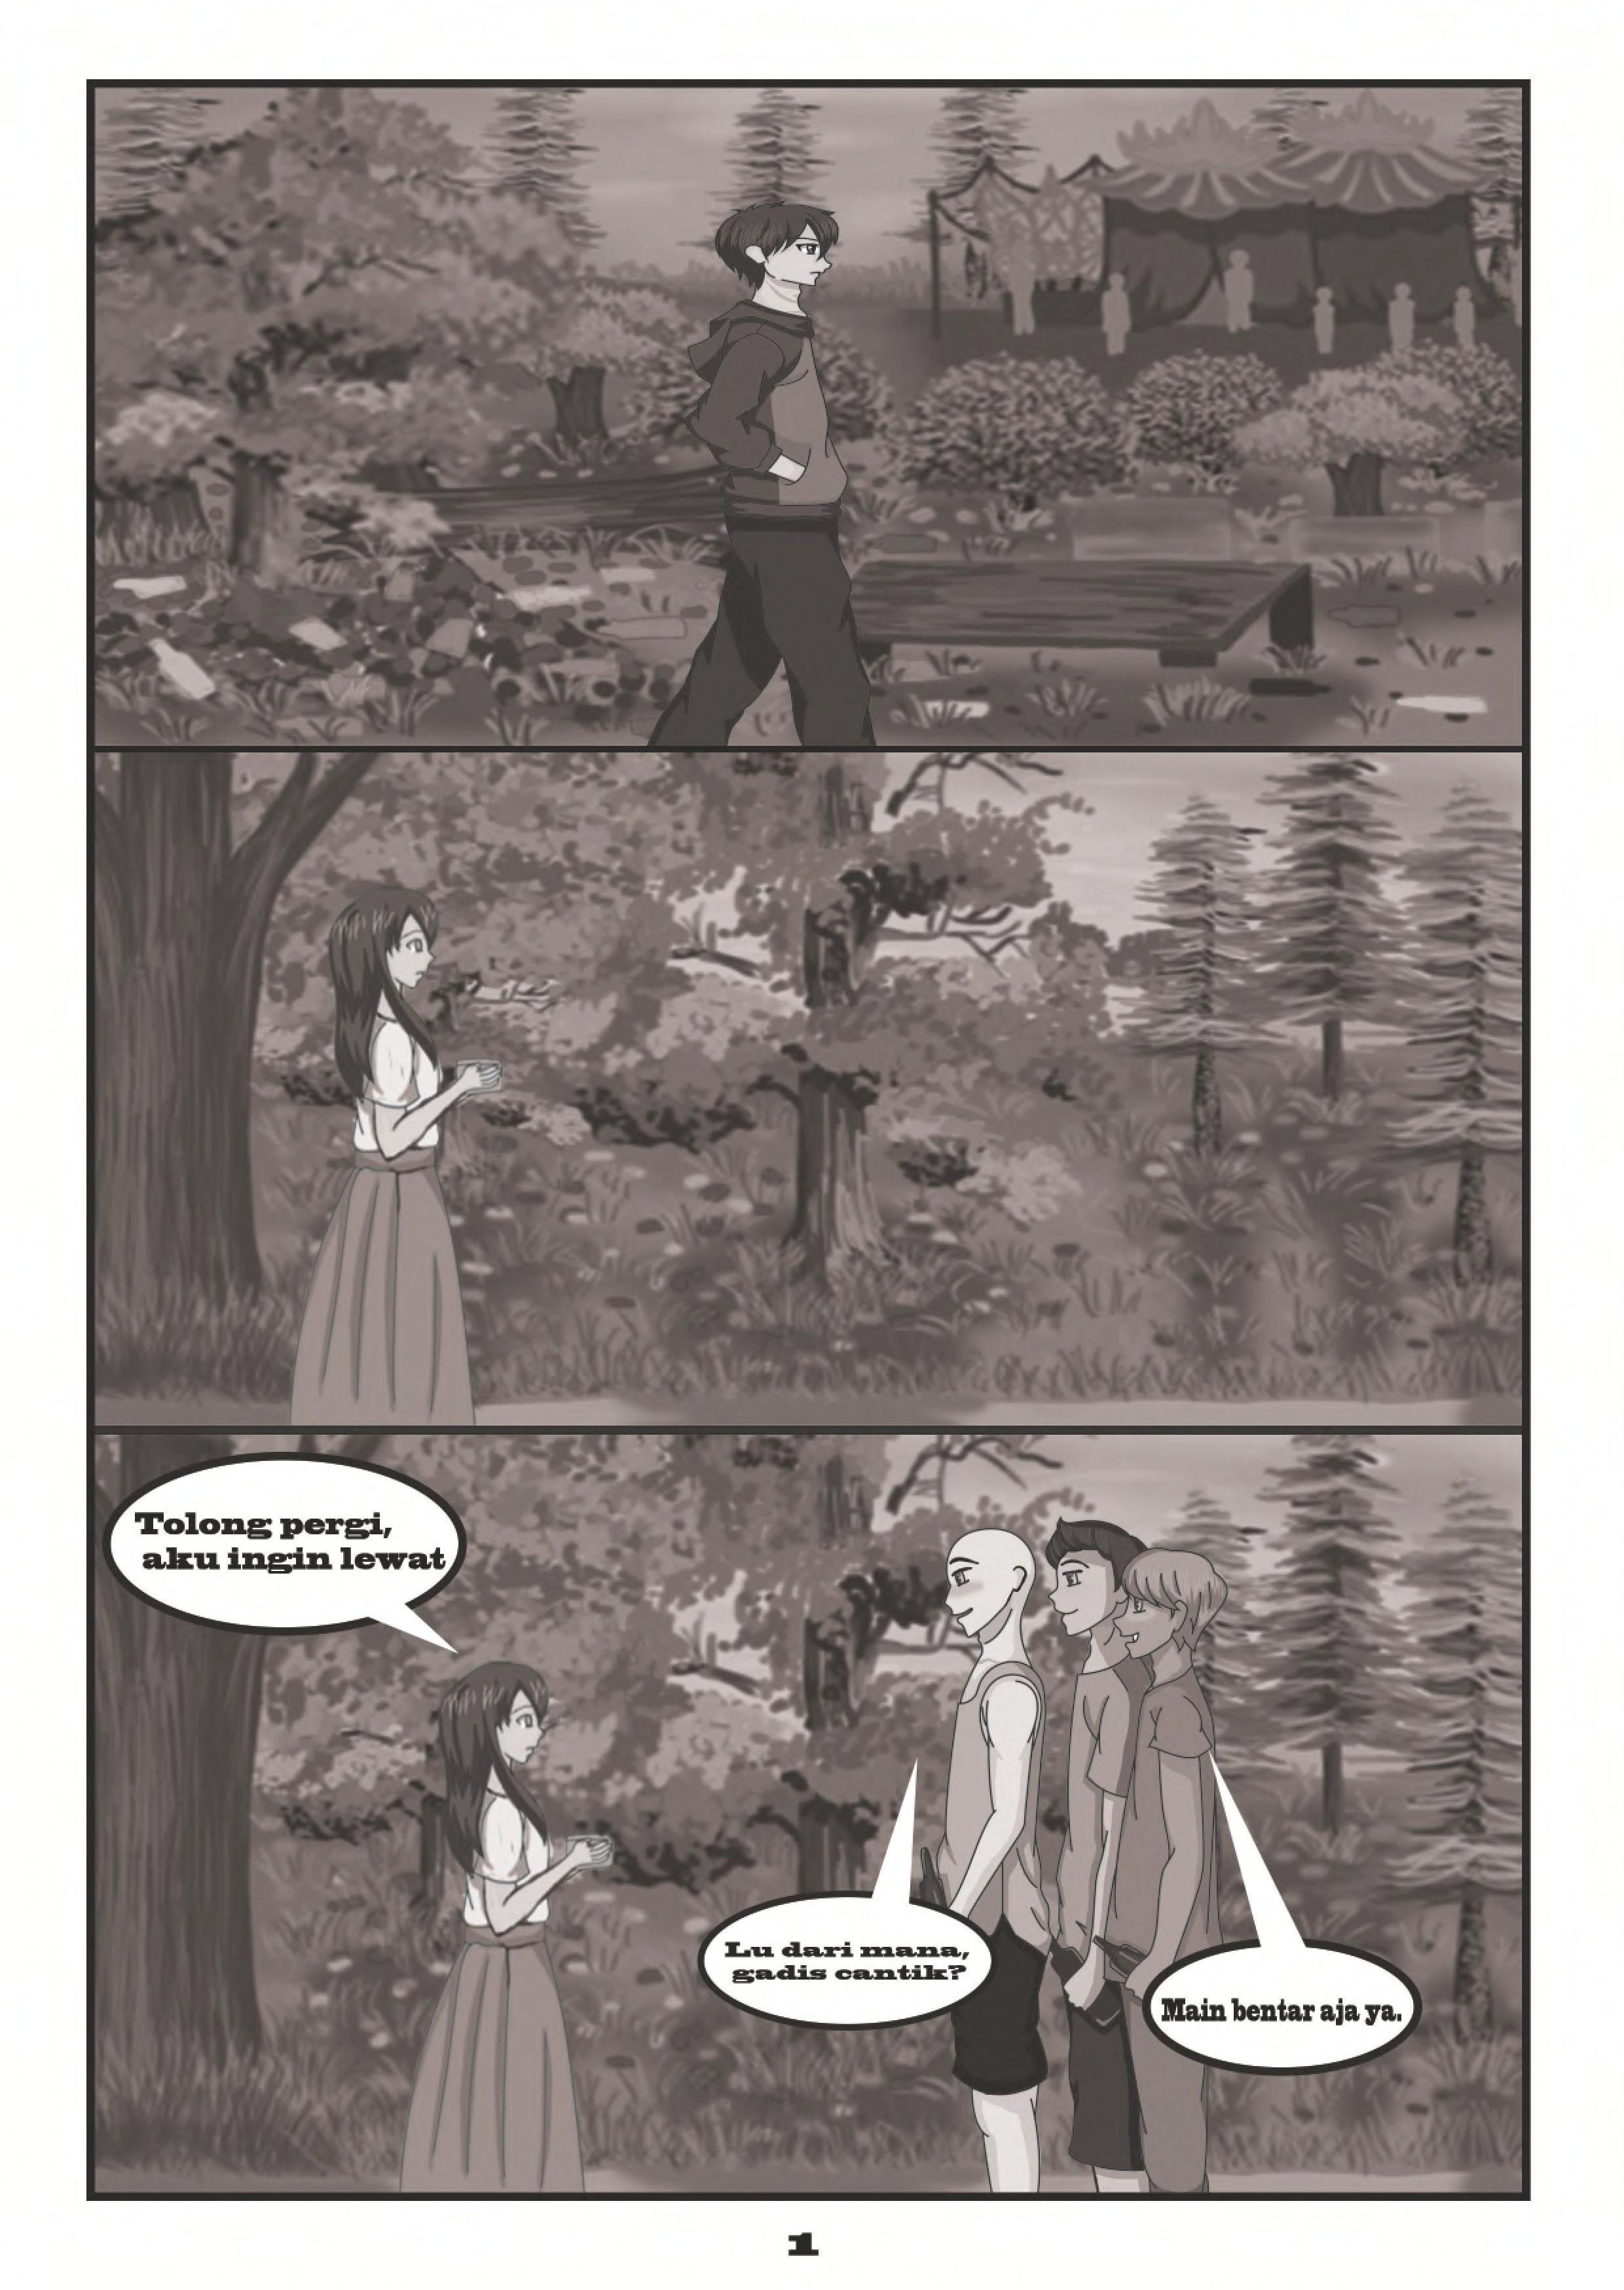 Tolong pergi,
aku ingin lewat
Lu dari mana,
gadis cantik?
Main bentar aja ya.
1